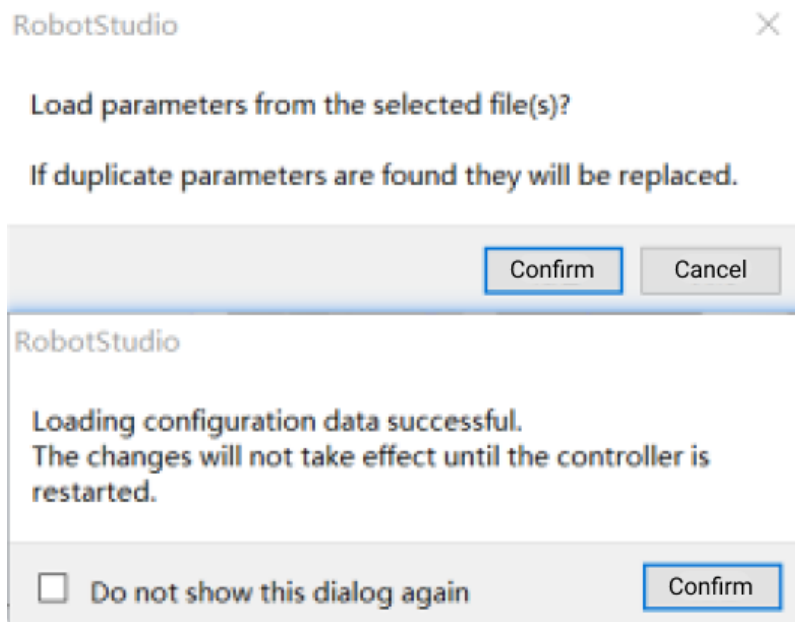 RobotStudio
Load parameters from the selected file(s)?
If duplicate parameters are found they will be replaced.
Confirm
Cancel
RobotStudio
Loading configuration data successful.
The changes will not take effect until the controller is
restarted.
Do not show this dialog again
Confirm